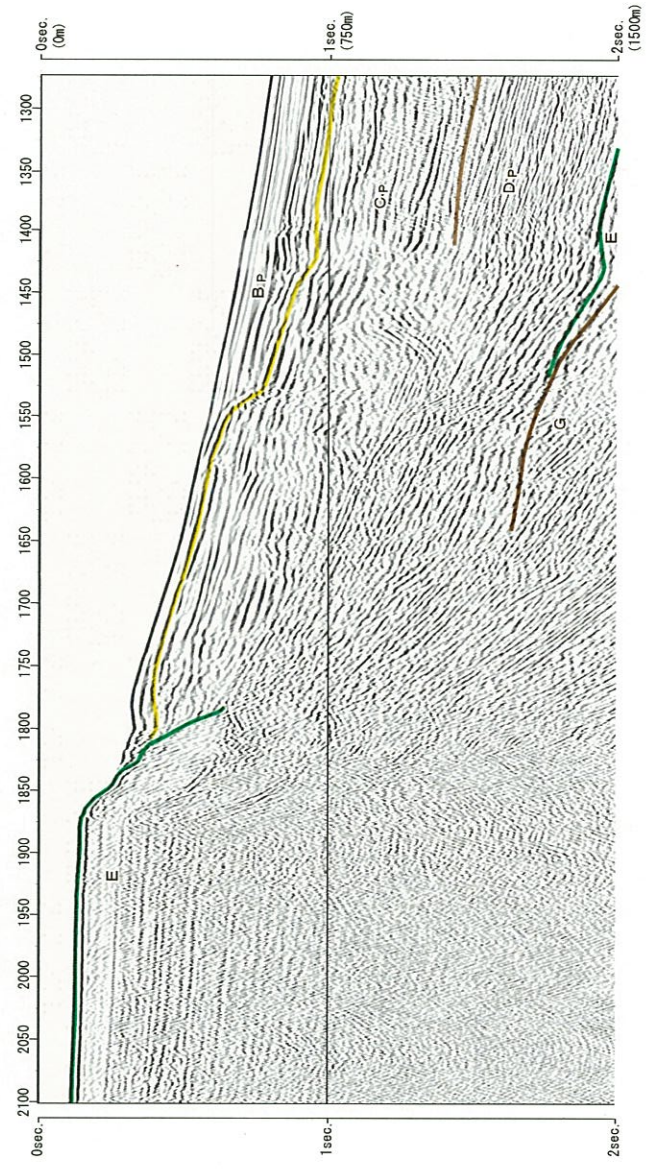 0sec.
(0m)
1sec.
(750m)
2sec.
(1500m)
1300
1350
1400
1450
1500
1550
1600
1650
1700
1750
1800
1850
1900
1950
2000
2050
2100
B.P
C.P
D.P
E
G
E
0sec.
1sec.
2sec.